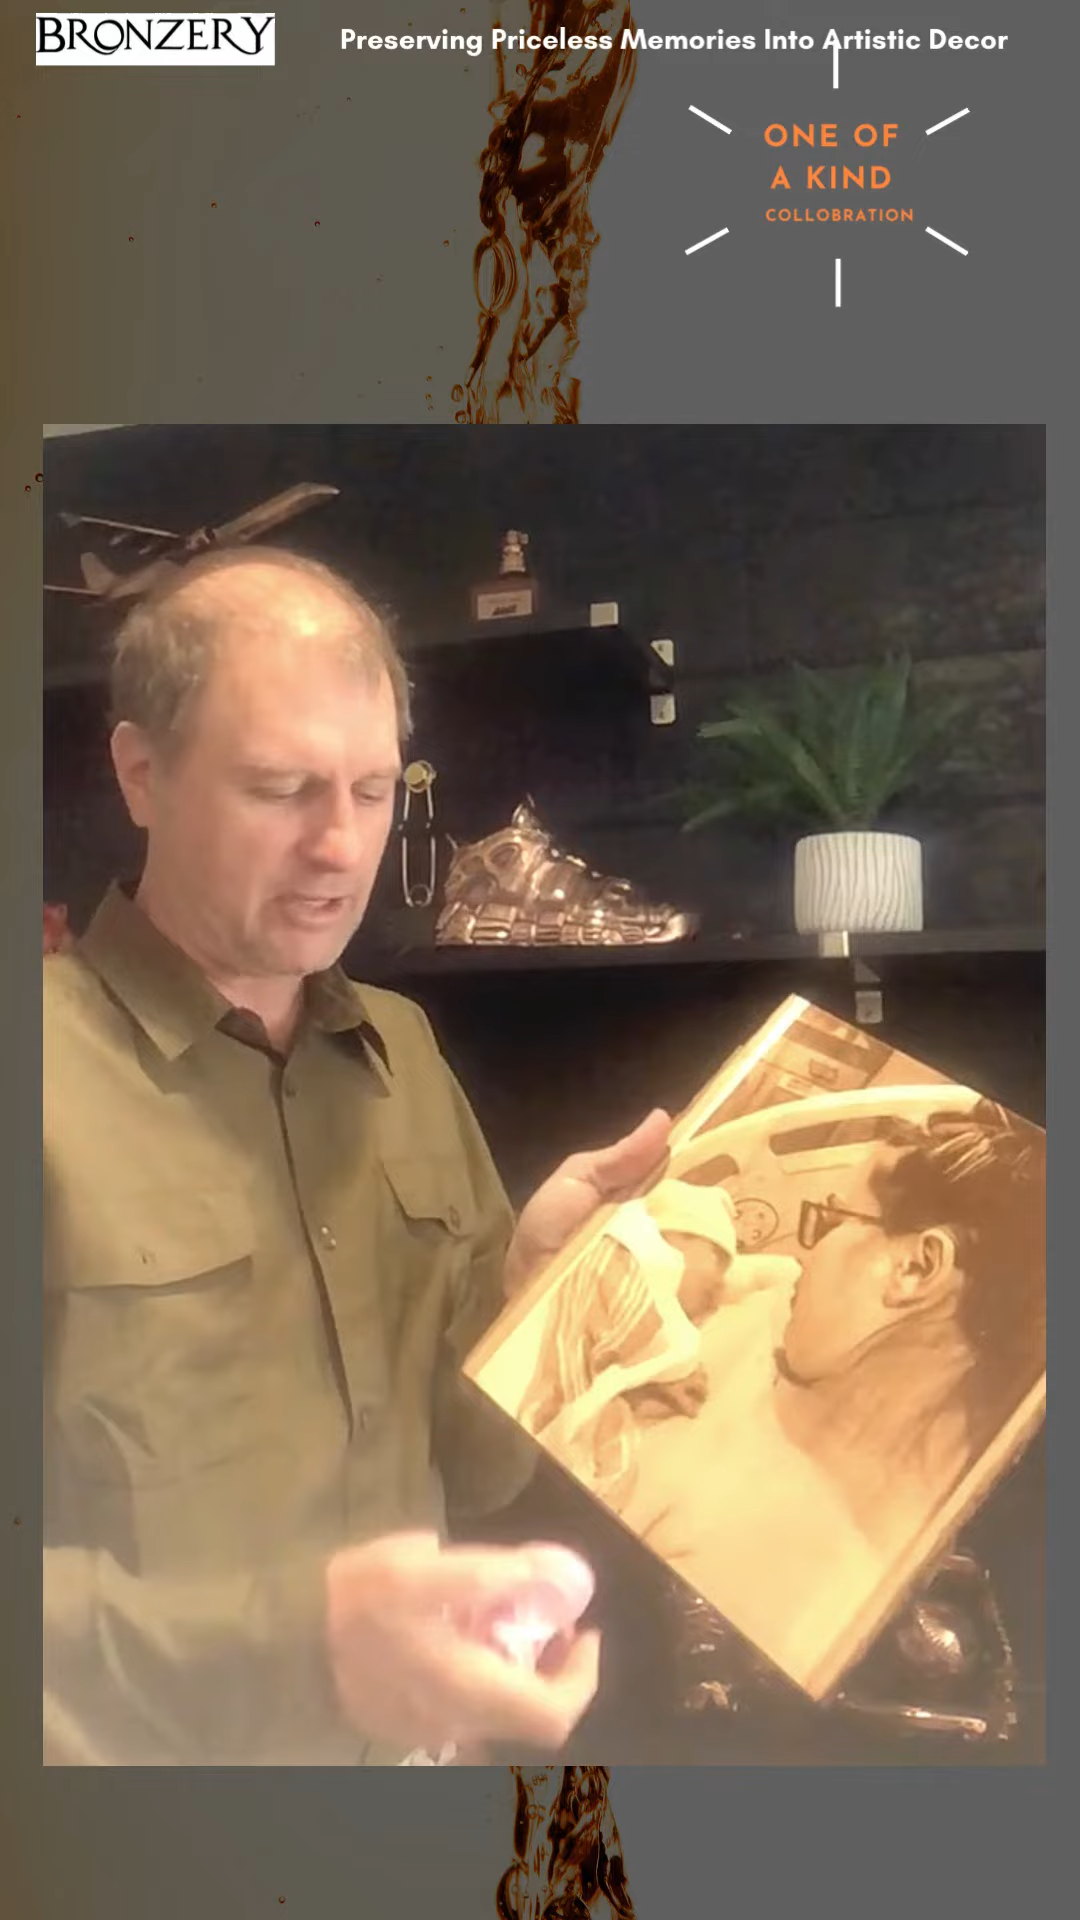 BRONZERY
Preserving Priceless Memories Into Artistic Decor
ONE OF
A KIND
COLLOBRATION